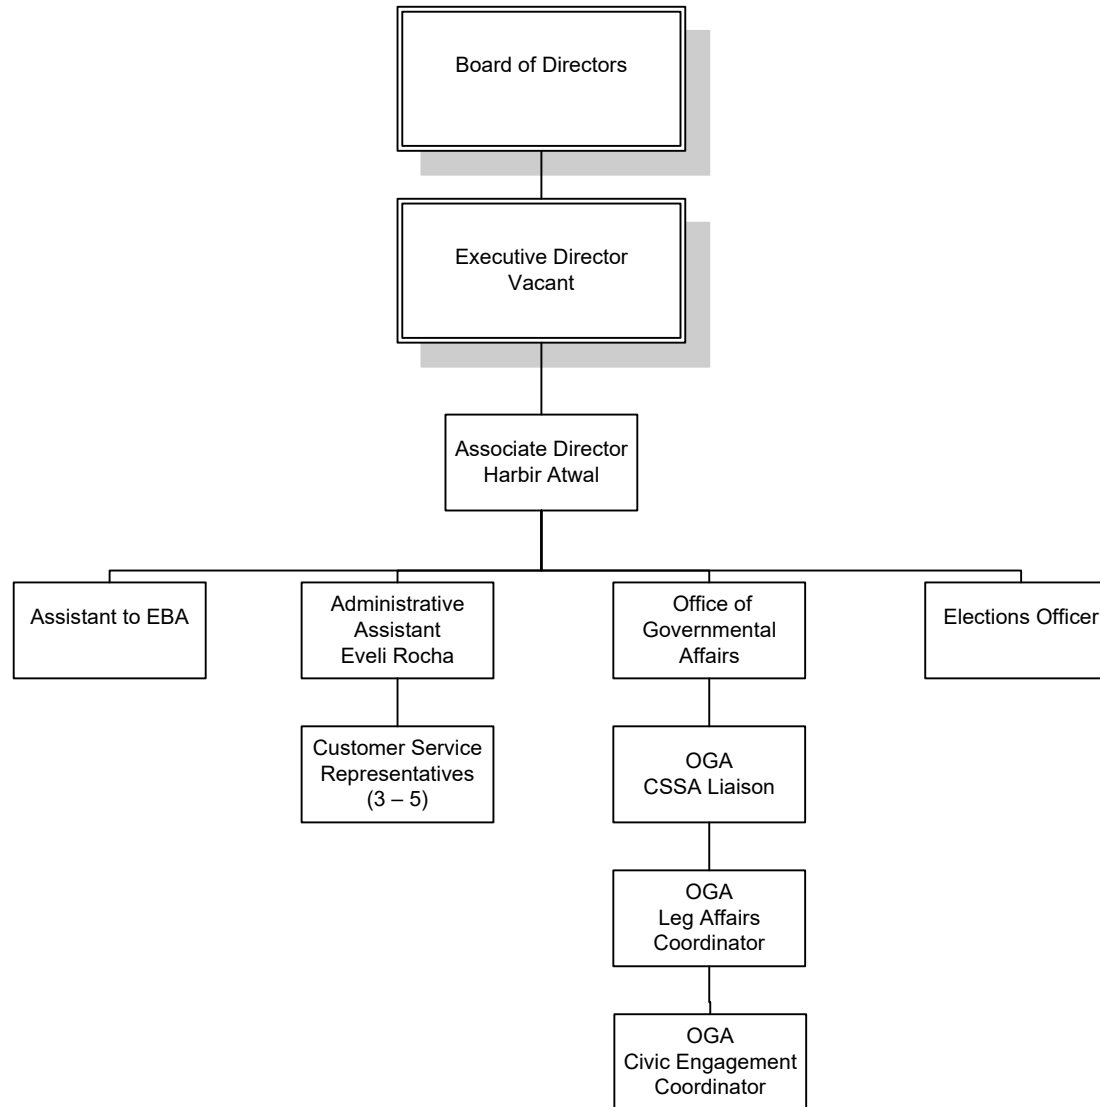 Board of Directors
Executive Director
Vacant
Associate Director
Harbir Atwal
Assistant to EBA
Administrative
Assistant
Eveli Rocha
Office of
Governmental
Affairs
Elections Officer
Customer Service
Representatives
(3 – 5)
OGA
CSSA Liaison
OGA
Leg Affairs
Coordinator
OGA
Civic Engagement
Coordinator